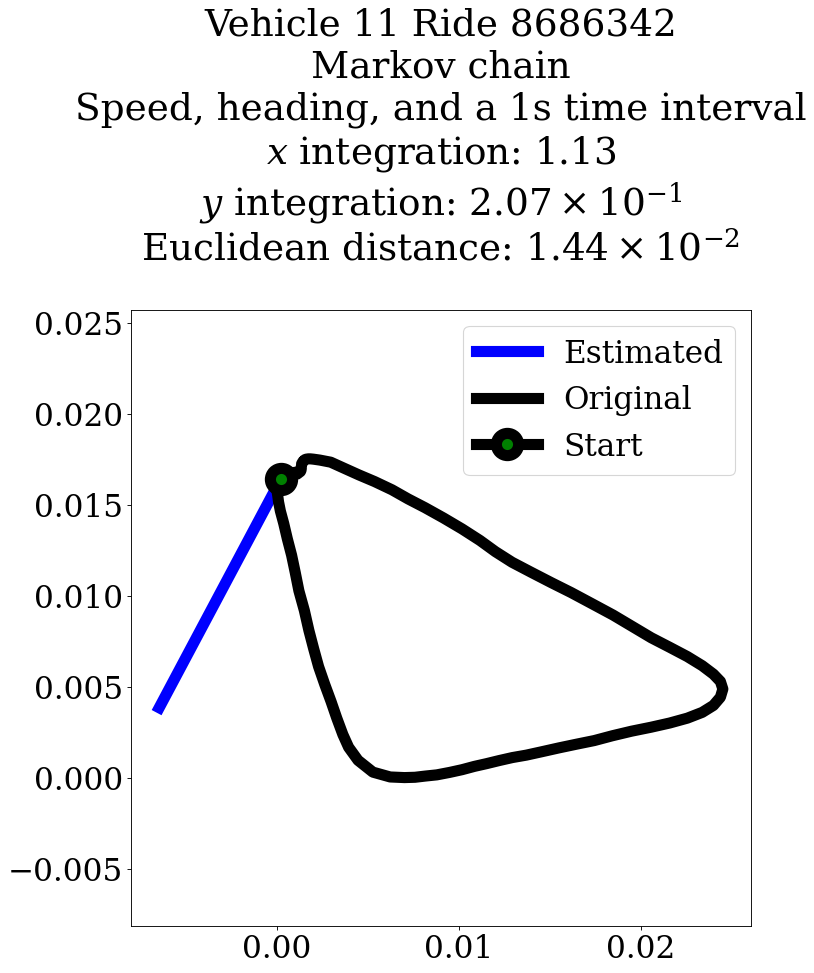 Vehicle 11 Ride 8686342
Markov chain
Speed, heading, and a 1s time interval
x integration: 1.13
y integration: 2.07 × 10⁻¹
Euclidean distance: 1.44 × 10⁻²
0.025
0.020
0.015
0.010
0.005
0.000
−0.005
Estimated
Original
Start
0.00 0.01 0.02